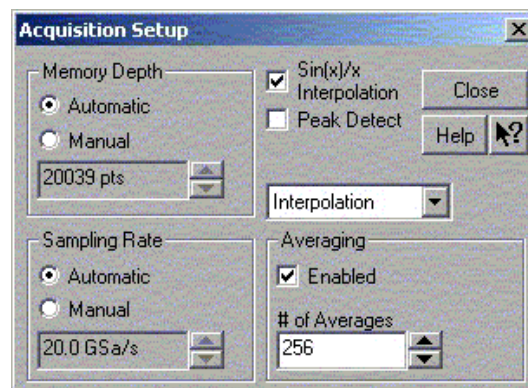 Acquisition Setup
Memory Depth
Automatic
Manual
20039 pts
Sin(x)/x
Interpolation
Peak Detect
Close
Help
?
Interpolation
Sampling Rate
Automatic
Manual
20.0 GSa/s
Averaging
Enabled
# of Averages
256